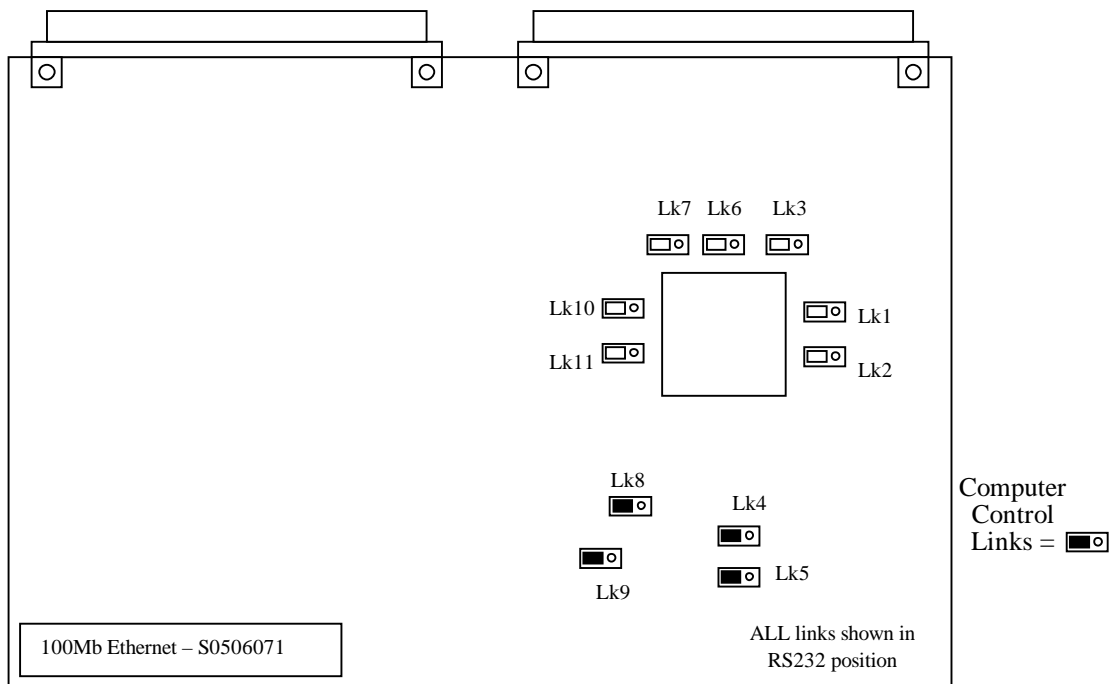 Lk7
Lk6
Lk3
Lk10
Lk1
Lk11
Lk2
Lk8
Lk4
Lk9
Lk5
Computer
Control
Links =
100Mb Ethernet – S0506071
ALL links shown in
RS232 position